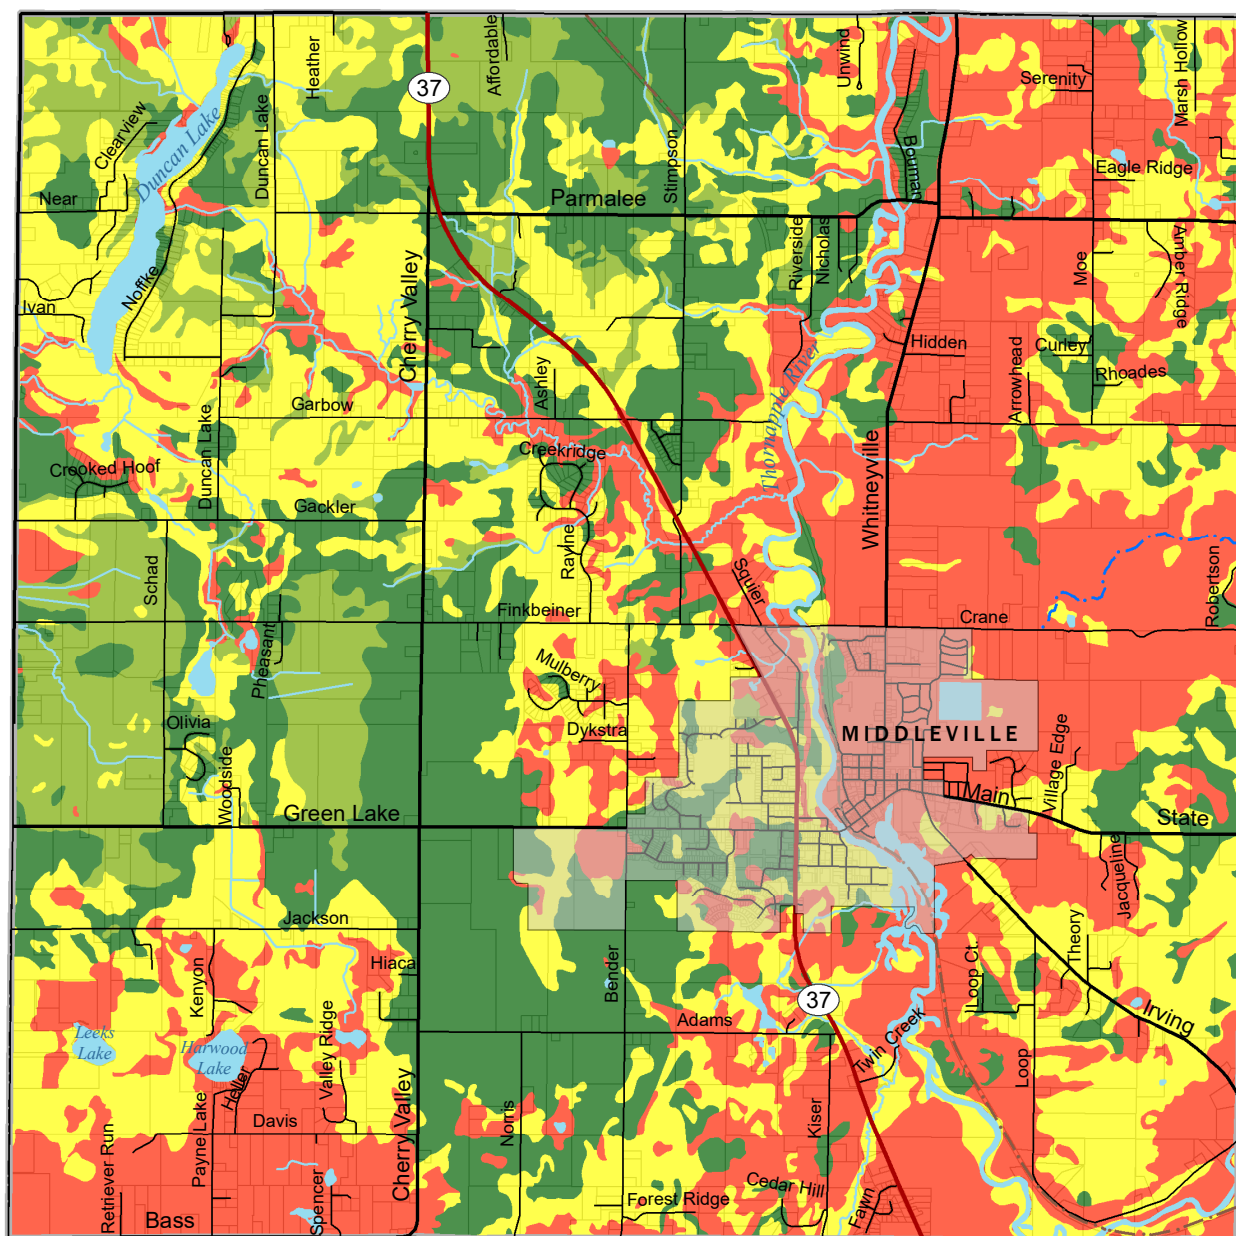 Heather
Affordable
Unwind
Serenity
Marsh Hollow
37
Clearview
Duncan Lake
Duncan Lake
Near
Parmalee
Stimpson
Bouman
Eagle Ridge
Riverside
Nicholas
Moe
Amber Ridge
Ivan
Noffke
Cherry Valley
Hidden
Arrowhead
Curley
Rhoades
Garbow
Ashley
Thornapple River
Duncan Lake
Crooked Hoof
Creekridge
Whitneyville
Gackler
Schad
Raylne
Squier
Robertson
Finkbeiner
Crane
Pheasant
Mulberry
Olivia
Dykstra
MIDDLEVILLE
Woodside
Village Edge
Main
Green Lake
State
Jacqueline
Jackson
Theory
Hiaca
Kenyon
Bender
Loop Ct.
37
Irving
Adams
Leeks
Lake
Harwood
Lake
Valley Ridge
Twin Creek
Loop
Heller
Payne Lake
Davis
Cherry Valley
Norris
Kiser
Retriever Run
Bass
Spencer
Forest Ridge
Cedar Hill
Fawn